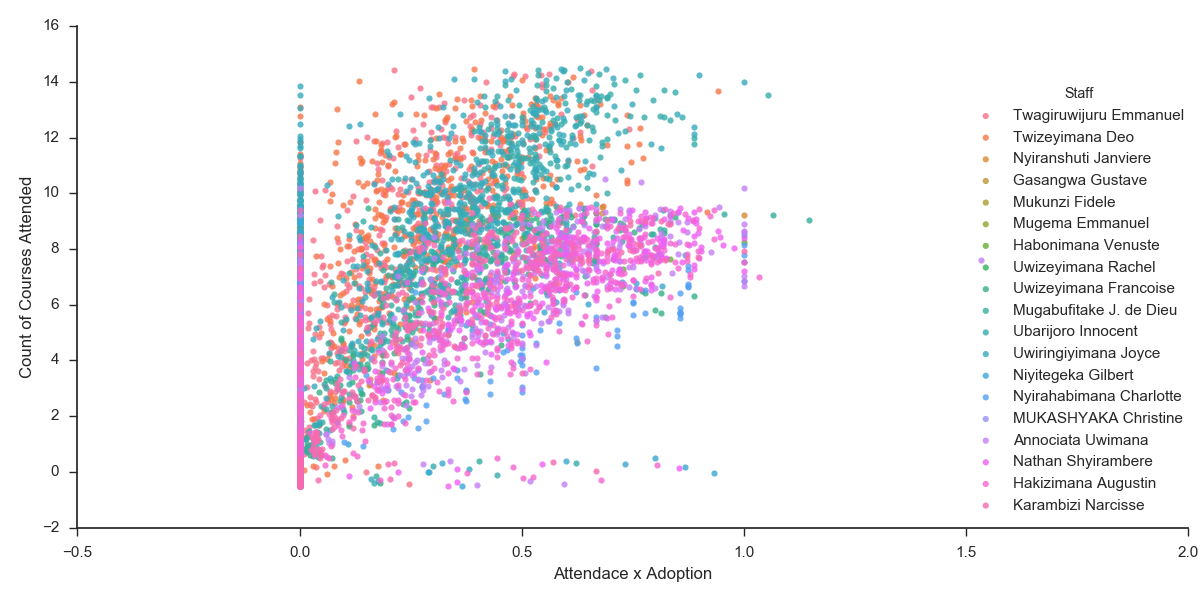 16
14
12
10
8
6
4
2
0
−2
Count of Courses Attended
−0.5
0.0
0.5
1.0
1.5
2.0
Attendace x Adoption
Staff
Twagiruwijuru Emmanuel
Twizeyimana Deo
Nyiranshuti Janviere
Gasangwa Gustave
Mukunzi Fidele
Mugema Emmanuel
Habonimana Venuste
Uwizeyimana Rachel
Uwizeyimana Francoise
Mugabufitake J. de Dieu
Ubarijoro Innocent
Uwiringiyimana Joyce
Niyitegeka Gilbert
Nyirahabimana Charlotte
MUKASHYAKA Christine
Annociata Uwimana
Nathan Shyirambere
Hakizimana Augustin
Karambizi Narcisse